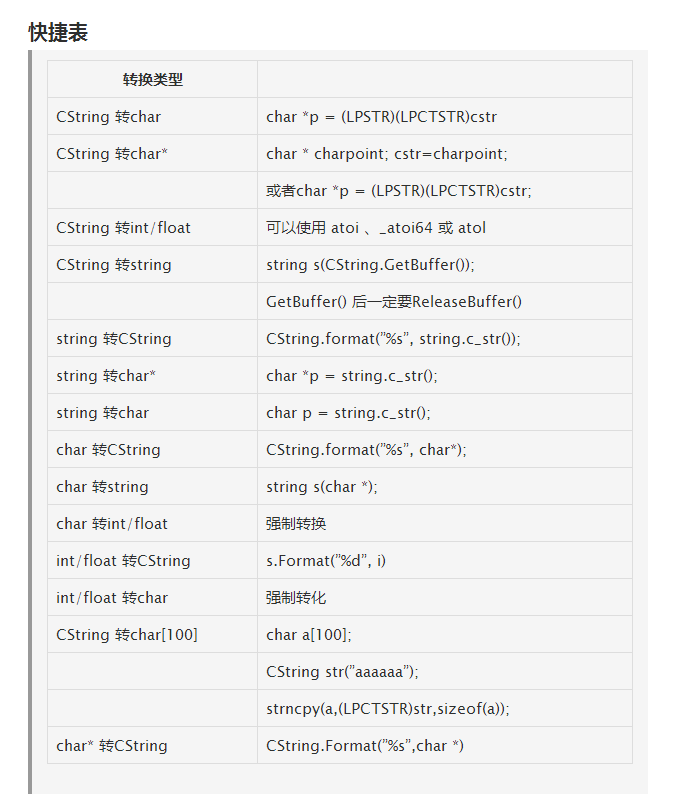 快捷表
转换类型
CString 转char char *p = (LPSTR)(LPCTSTR)cstr
CString 转char* char * charpoint; cstr=charpoint;
或者char *p = (LPSTR)(LPCTSTR)cstr;
CString 转int/float 可以使用 atoi 、_atoi64 或 atol
CString 转string string s(CString.GetBuffer());
GetBuffer() 后一定要ReleaseBuffer()
string 转CString CString.format(”%s”, string.c_str());
string 转char* char *p = string.c_str();
string 转char char p = string.c_str();
char 转CString CString.format(”%s”, char*);
char 转string string s(char *);
char 转int/float 强制转换
int/float 转CString s.Format(”%d”, i)
int/float 转char 强制转化
CString 转char[100] char a[100];
CString str(”aaaaaa”);
strncpy(a,(LPCTSTR)str,sizeof(a));
char* 转CString CString.Format(”%s”,char *)